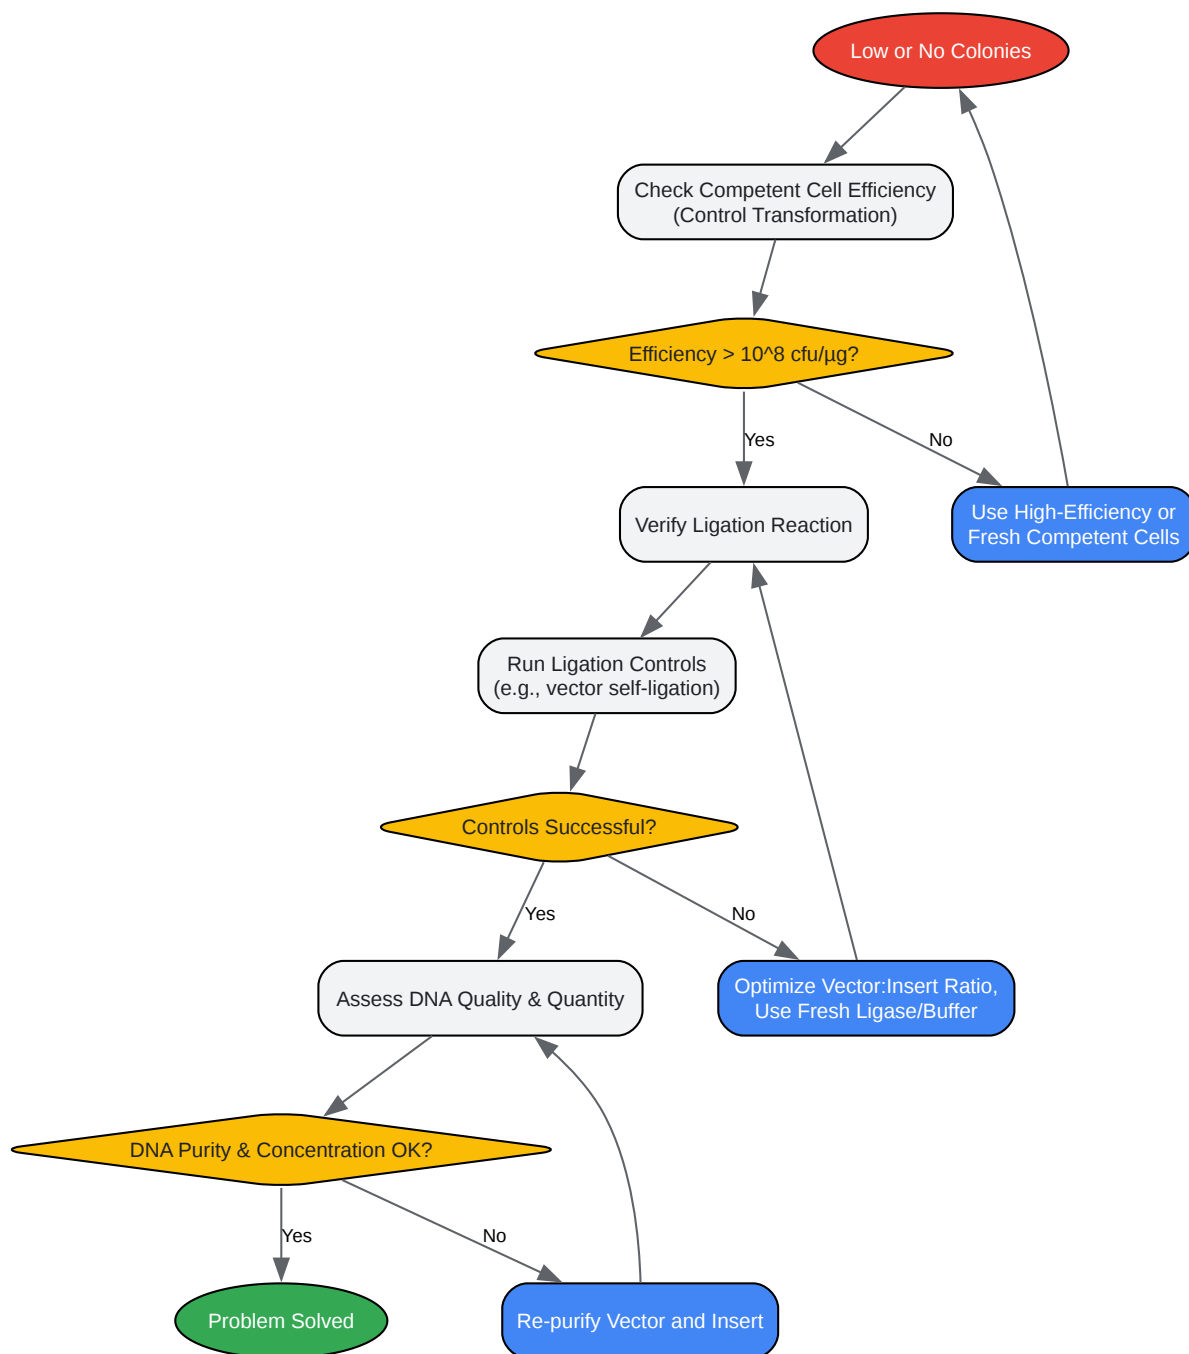 Low or No Colonies
Check Competent Cell Efficiency
(Control Transformation)
Efficiency > 10^8 cfu/µg?
Yes
No
Verify Ligation Reaction
Use High-Efficiency or
Fresh Competent Cells
Run Ligation Controls
(e.g., vector self-ligation)
Controls Successful?
Yes
No
Assess DNA Quality & Quantity
Optimize Vector:Insert Ratio,
Use Fresh Ligase/Buffer
DNA Purity & Concentration OK?
Yes
No
Problem Solved
Re-purify Vector and Insert